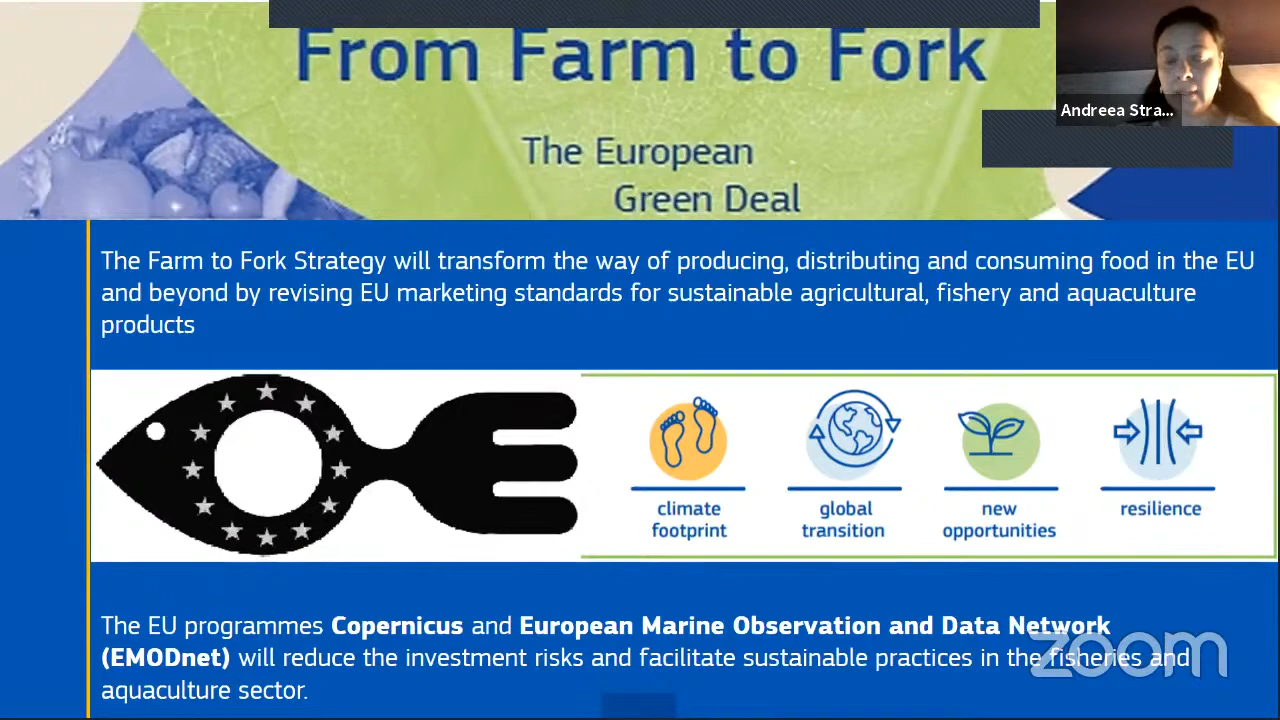 From Farm to Fork
Andreea Stra...
The European
Green Deal
The Farm to Fork Strategy will transform the way of producing, distributing and consuming food in the EU
and beyond by revising EU marketing standards for sustainable agricultural, fishery and aquaculture
products
climate
footprint
global
transition
new
opportunities
resilience
The EU programmes Copernicus and European Marine Observation and Data Network
(EMODnet) will reduce the investment risks and facilitate sustainable practices in the fisheries and
aquaculture sector.
zoom